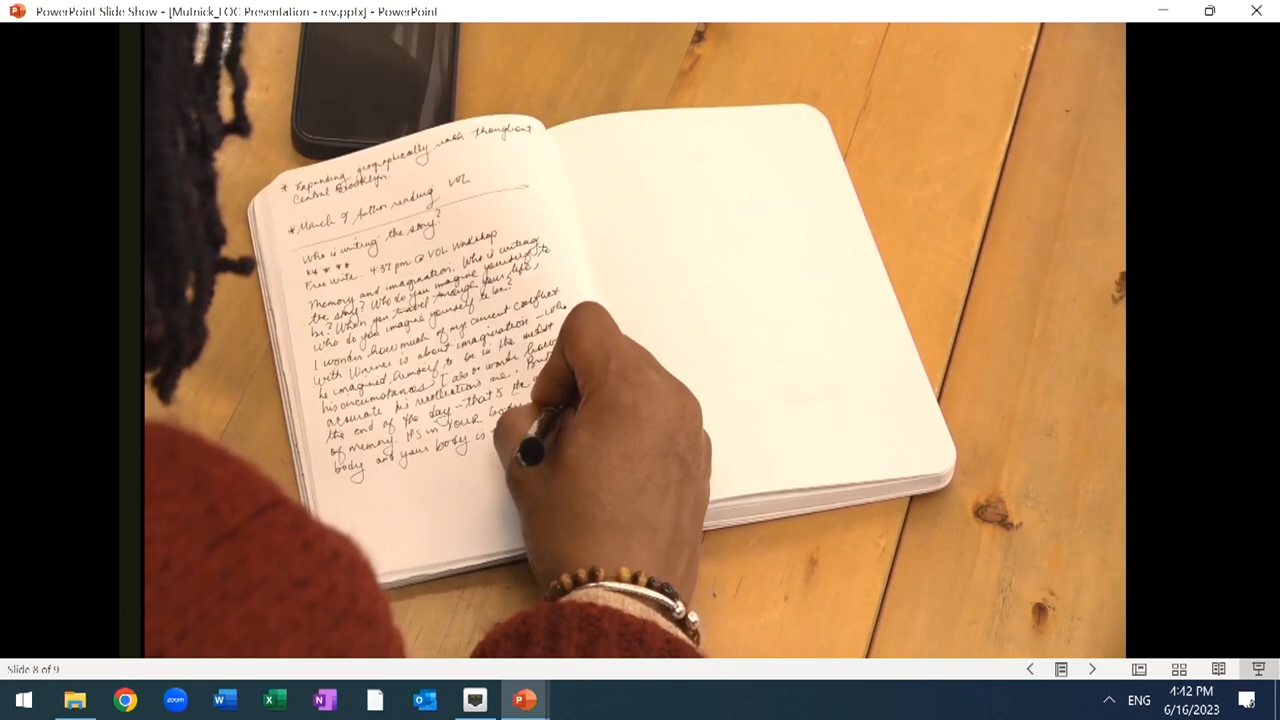 PowerPoint Slide Show - [Mutnick_LOC Presentation - rev.pptx] - PowerPoint
* Expanding geographically work throughout
Central Brooklyn.
* March 9 Author reading VOL
Who is writing the story?
** * **
Free write. 4:37 pm @ VOL Workshop
Memory and imagination. Who is writing
the story? Who do you imagine yourself to
be? When you travel through your life,
who do you imagine yourself to be?
I wonder how much of my current conflict
with is about imagination - who
he imagined himself to be in the midst
his circumstances. I also wonder how
accurate his recollections are. But
the end of the day - that's the
of memory. It's in your
body and your body is
Slide 8 of 9
zoom
ENG
4:42 PM
6/16/2023
3